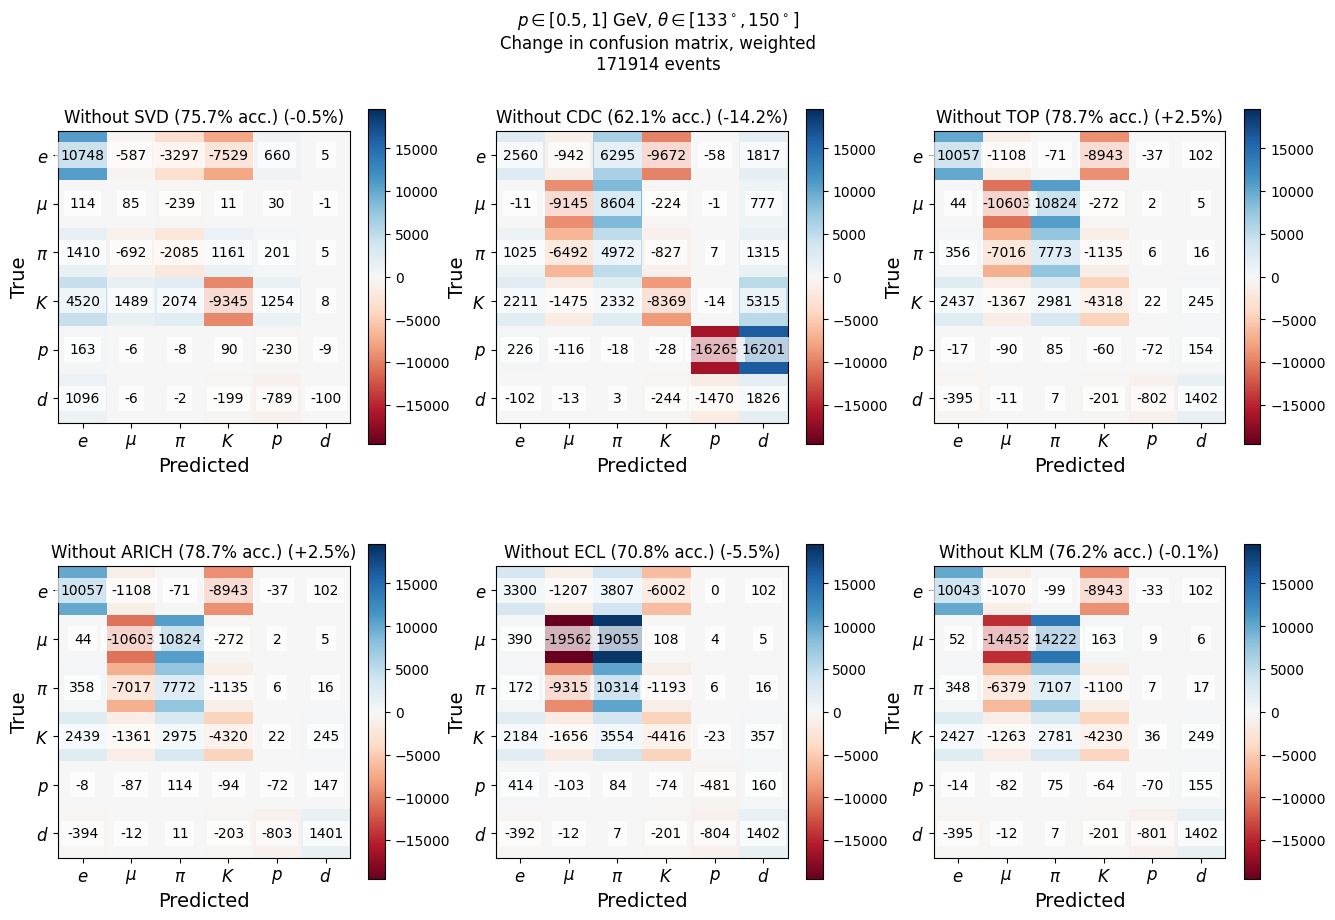 p ∈ [0.5, 1] GeV, θ ∈ [133°, 150°]
Change in confusion matrix, weighted
171914 events
Without SVD (75.7% acc.) (-0.5%)
e 10748 -587 -3297 -7529 660 5
μ 114 85 -239 11 30 -1
π 1410 -692 -2085 1161 201 5
K 4520 1489 2074 -9345 1254 8
p 163 -6 -8 90 -230 -9
d 1096 -6 -2 -199 -789 -100
e μ π K p d
Predicted
True
15000
10000
5000
0
−5000
−10000
−15000
Without CDC (62.1% acc.) (-14.2%)
e 2560 -942 6295 -9672 -58 1817
μ -11 -9145 8604 -224 -1 777
π 1025 -6492 4972 -827 7 1315
K 2211 -1475 2332 -8369 -14 5315
p 226 -116 -18 -28 -16265 16201
d -102 -13 3 -244 -1470 1826
e μ π K p d
Predicted
True
15000
10000
5000
0
−5000
−10000
−15000
Without TOP (78.7% acc.) (+2.5%)
e 10057 -1108 -71 -8943 -37 102
μ 44 -10603 10824 -272 2 5
π 356 -7016 7773 -1135 6 16
K 2437 -1367 2981 -4318 22 245
p -17 -90 85 -60 -72 154
d -395 -11 7 -201 -802 1402
e μ π K p d
Predicted
True
15000
10000
5000
0
−5000
−10000
−15000
Without ARICH (78.7% acc.) (+2.5%)
e 10057 -1108 -71 -8943 -37 102
μ 44 -10603 10824 -272 2 5
π 358 -7017 7772 -1135 6 16
K 2439 -1361 2975 -4320 22 245
p -8 -87 114 -94 -72 147
d -394 -12 11 -203 -803 1401
e μ π K p d
Predicted
True
15000
10000
5000
0
−5000
−10000
−15000
Without ECL (70.8% acc.) (-5.5%)
e 3300 -1207 3807 -6002 0 102
μ 390 -19562 19055 108 4 5
π 172 -9315 10314 -1193 6 16
K 2184 -1656 3554 -4416 -23 357
p 414 -103 84 -74 -481 160
d -392 -12 7 -201 -804 1402
e μ π K p d
Predicted
True
15000
10000
5000
0
−5000
−10000
−15000
Without KLM (76.2% acc.) (-0.1%)
e 10043 -1070 -99 -8943 -33 102
μ 52 -14452 14222 163 9 6
π 348 -6379 7107 -1100 7 17
K 2427 -1263 2781 -4230 36 249
p -14 -82 75 -64 -70 155
d -395 -12 7 -201 -801 1402
e μ π K p d
Predicted
True
15000
10000
5000
0
−5000
−10000
−15000